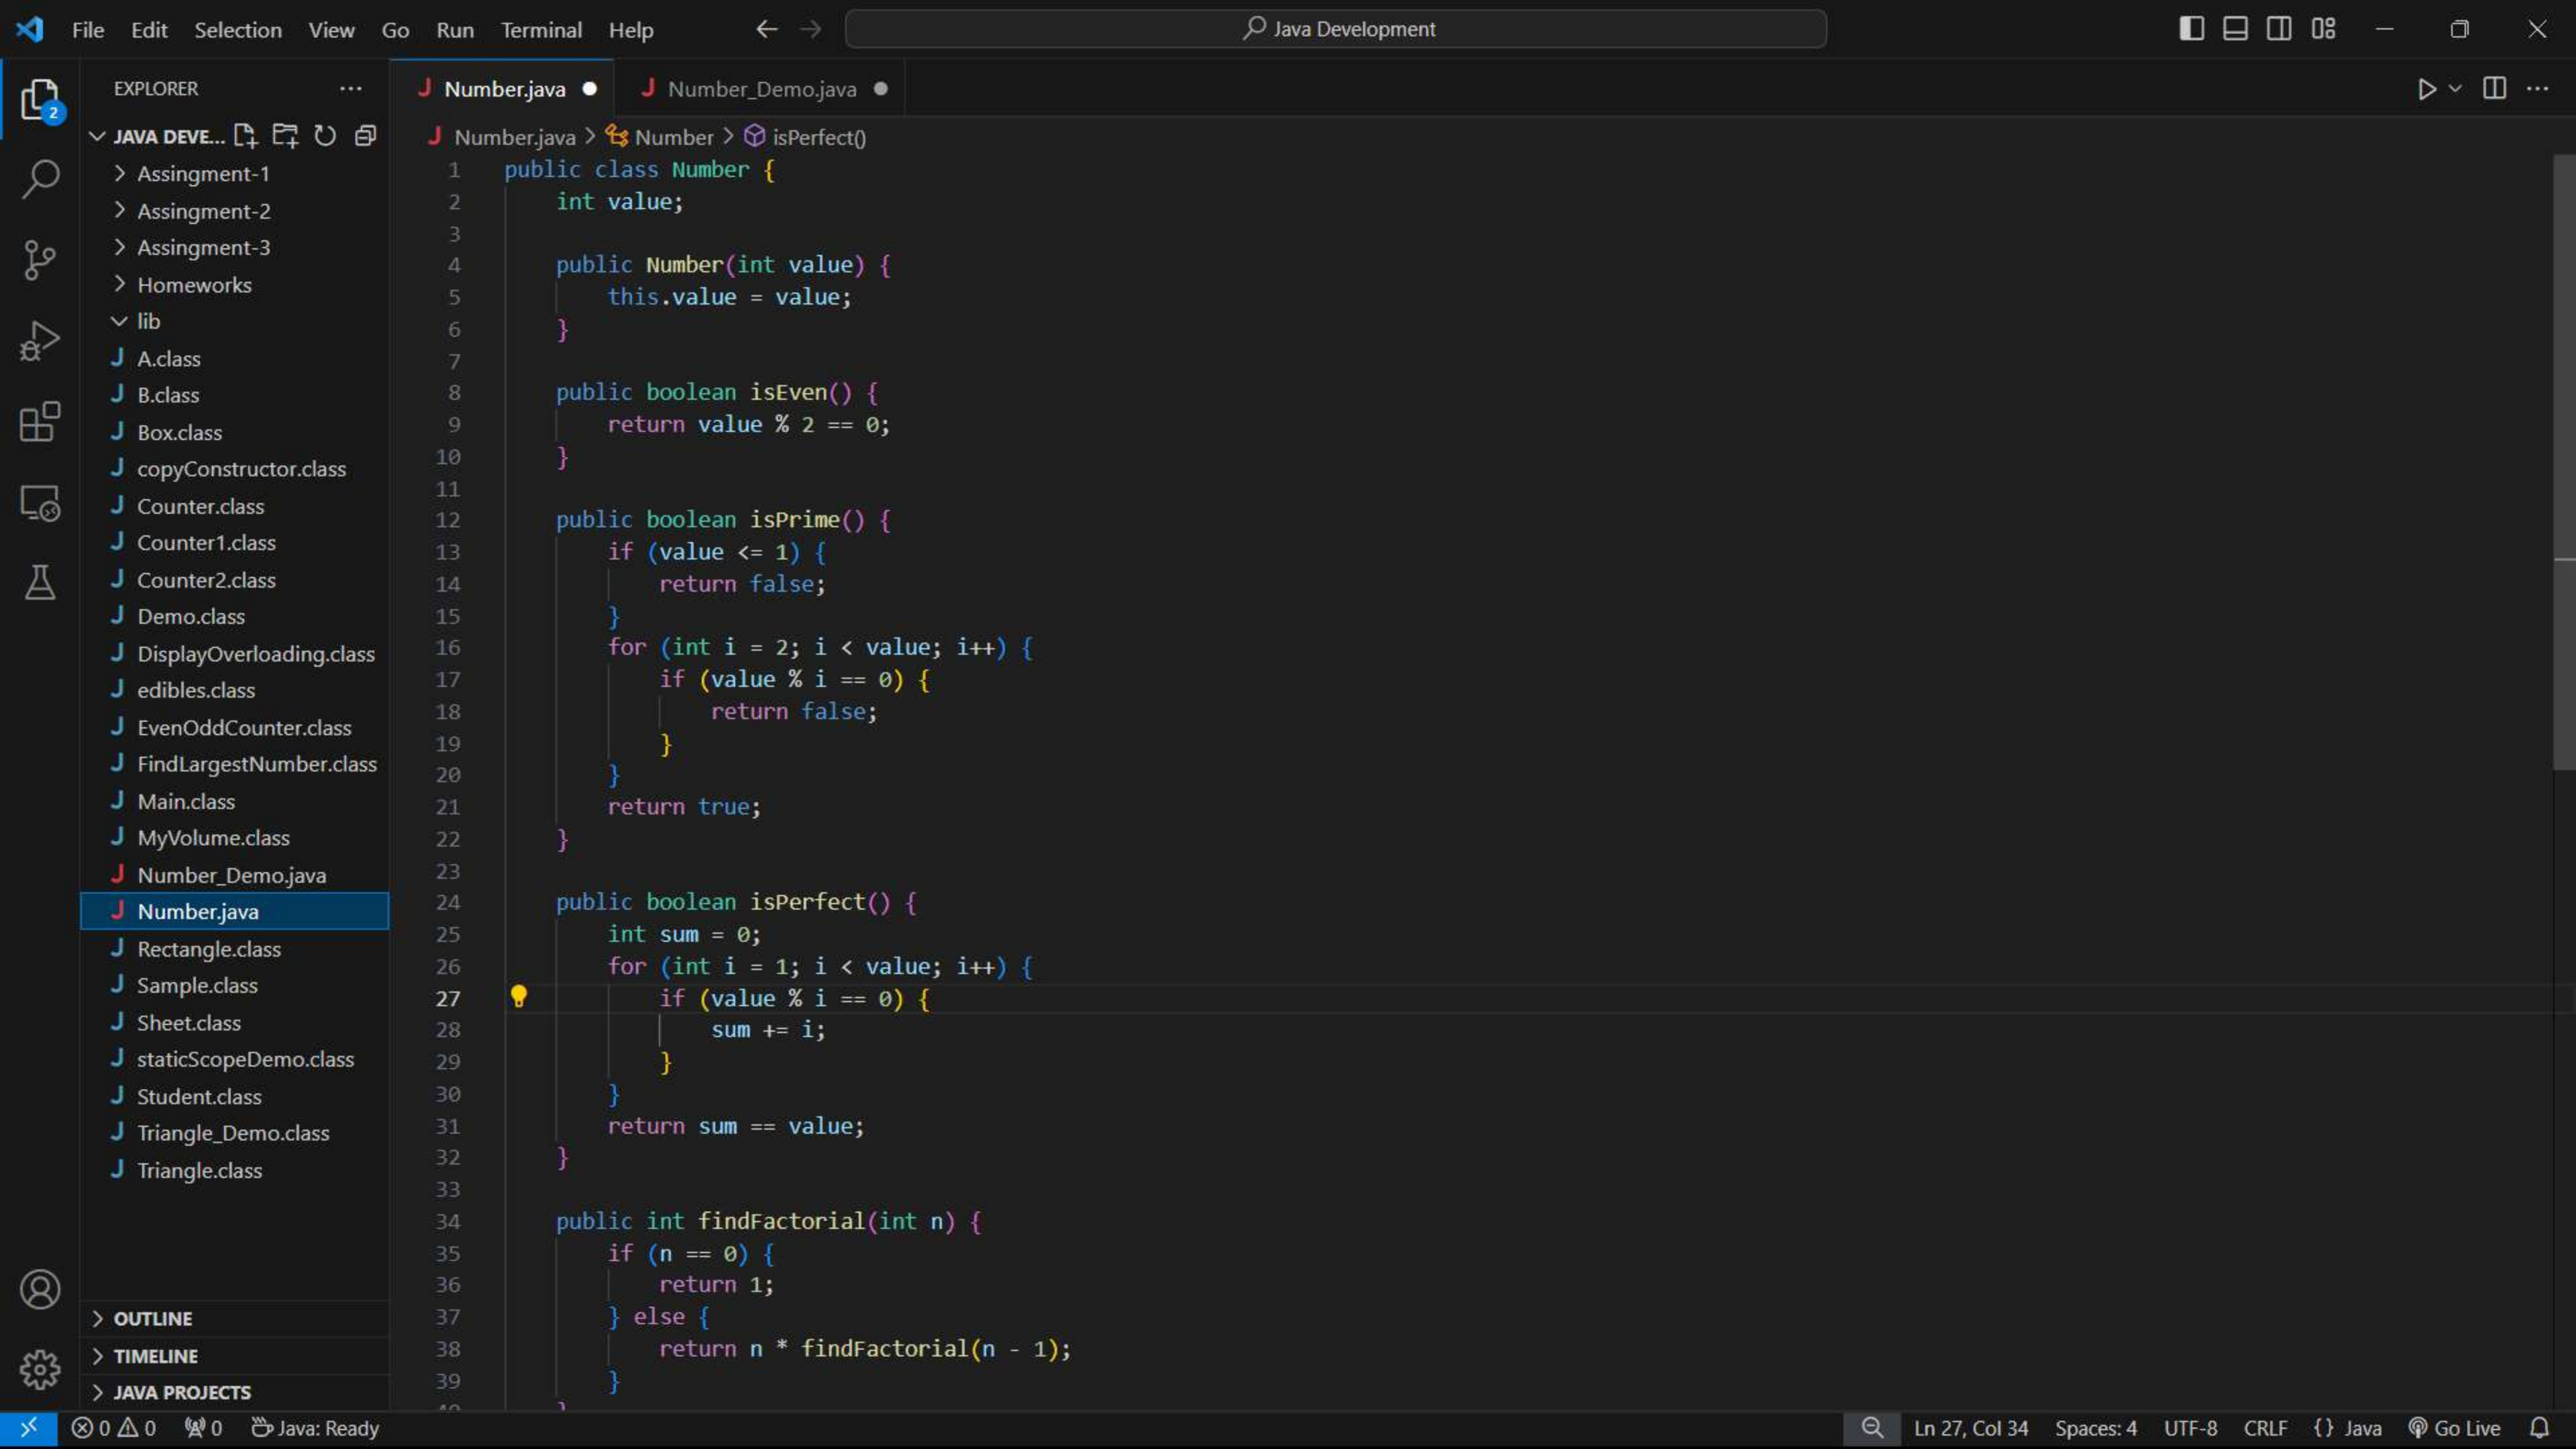 File Edit Selection View Go Run Terminal Help
Java Development
EXPLORER
JAVA DEVE...
Assingment-1
Assingment-2
Assingment-3
Homeworks
lib
A.class
B.class
Box.class
copyConstructor.class
Counter.class
Counter1.class
Counter2.class
Demo.class
DisplayOverloading.class
edibles.class
EvenOddCounter.class
FindLargestNumber.class
Main.class
MyVolume.class
Number_Demo.java
Number.java
Rectangle.class
Sample.class
Sheet.class
staticScopeDemo.class
Student.class
Triangle_Demo.class
Triangle.class
OUTLINE
TIMELINE
JAVA PROJECTS
2
Number.java Number_Demo.java
Number.java > Number > isPerfect()
1 public class Number {
2 int value;
3
4 public Number(int value) {
5 this.value = value;
6 }
7
8 public boolean isEven() {
9 return value % 2 == 0;
10 }
11
12 public boolean isPrime() {
13 if (value <= 1) {
14 return false;
15 }
16 for (int i = 2; i < value; i++) {
17 if (value % i == 0) {
18 return false;
19 }
20 }
21 return true;
22 }
23
24 public boolean isPerfect() {
25 int sum = 0;
26 for (int i = 1; i < value; i++) {
27 if (value % i == 0) {
28 sum += i;
29 }
30 }
31 return sum == value;
32 }
33
34 public int findFactorial(int n) {
35 if (n == 0) {
36 return 1;
37 } else {
38 return n * findFactorial(n - 1);
39 }
0 0 0 Java: Ready
Ln 27, Col 34 Spaces: 4 UTF-8 CRLF {} Java Go Live